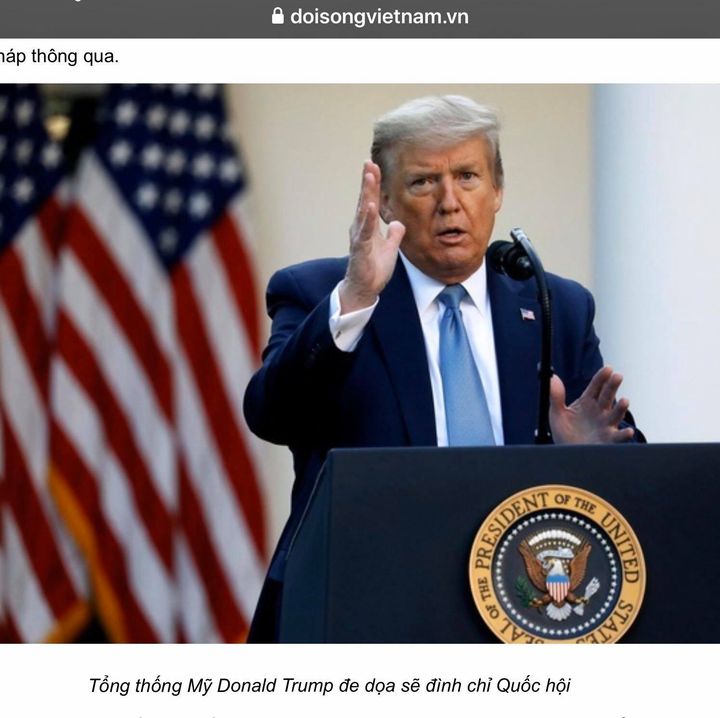 doisongvietnam.vn
háp thông qua.
SEAL OF THE PRESIDENT OF THE UNITED STATES
Tổng thống Mỹ Donald Trump đe dọa sẽ đình chỉ Quốc hội